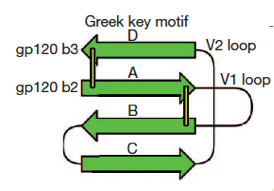 Greek key motif
D
gp120 b3
V2 loop
A
V1 loop
gp120 b2
B
C